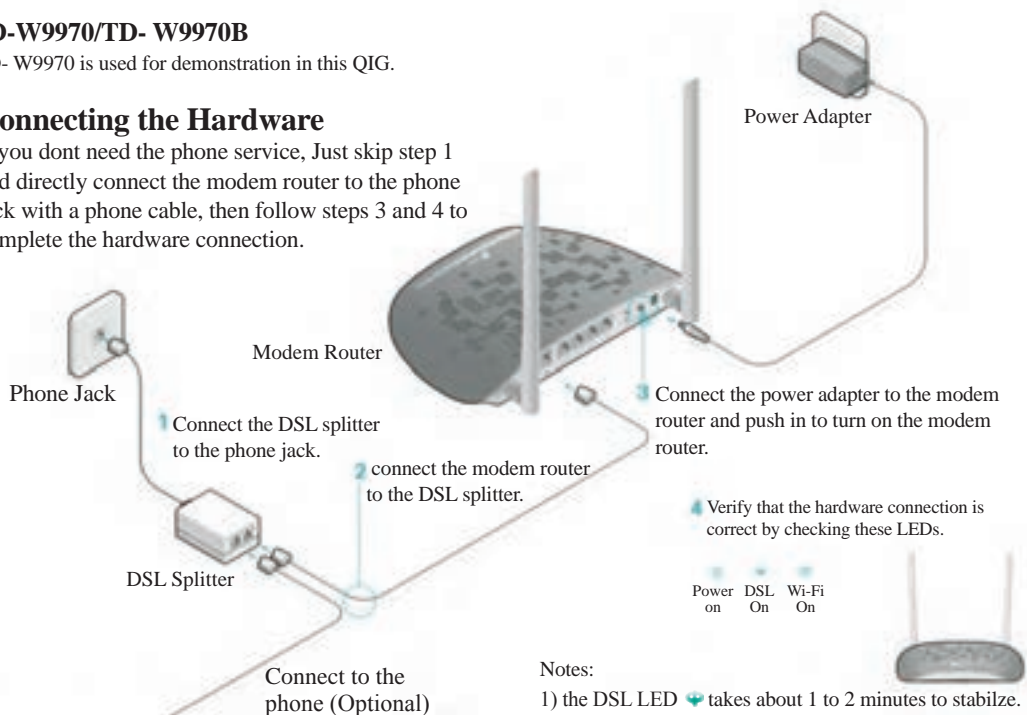 D-W9970/TD- W9970B
- W9970 is used for demonstration in this QIG.
onnecting the Hardware
you dont need the phone service, Just skip step 1
d directly connect the modem router to the phone
ck with a phone cable, then follow steps 3 and 4 to
mplete the hardware connection.
Power Adapter
Modem Router
Phone Jack
1 Connect the DSL splitter
to the phone jack.
2 connect the modem router
to the DSL splitter.
3 Connect the power adapter to the modem
router and push in to turn on the modem
router.
4 Verify that the hardware connection is
correct by checking these LEDs.
Power DSL Wi-Fi
on On On
DSL Splitter
Connect to the
phone (Optional)
Notes:
1) the DSL LED takes about 1 to 2 minutes to stabilze.